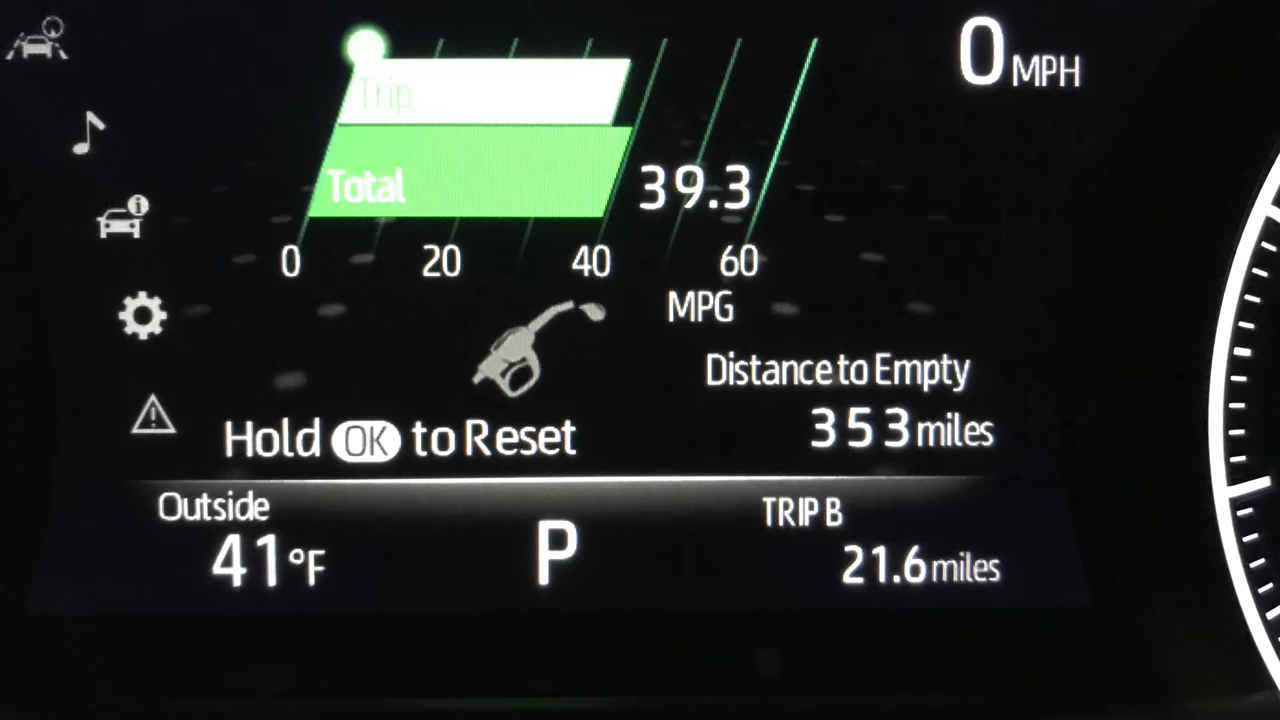 0 MPH
Trip
Total 39.3
0 20 40 60
MPG
Distance to Empty
353 miles
Hold OK to Reset
Outside
41°F
P
TRIP B
21.6 miles